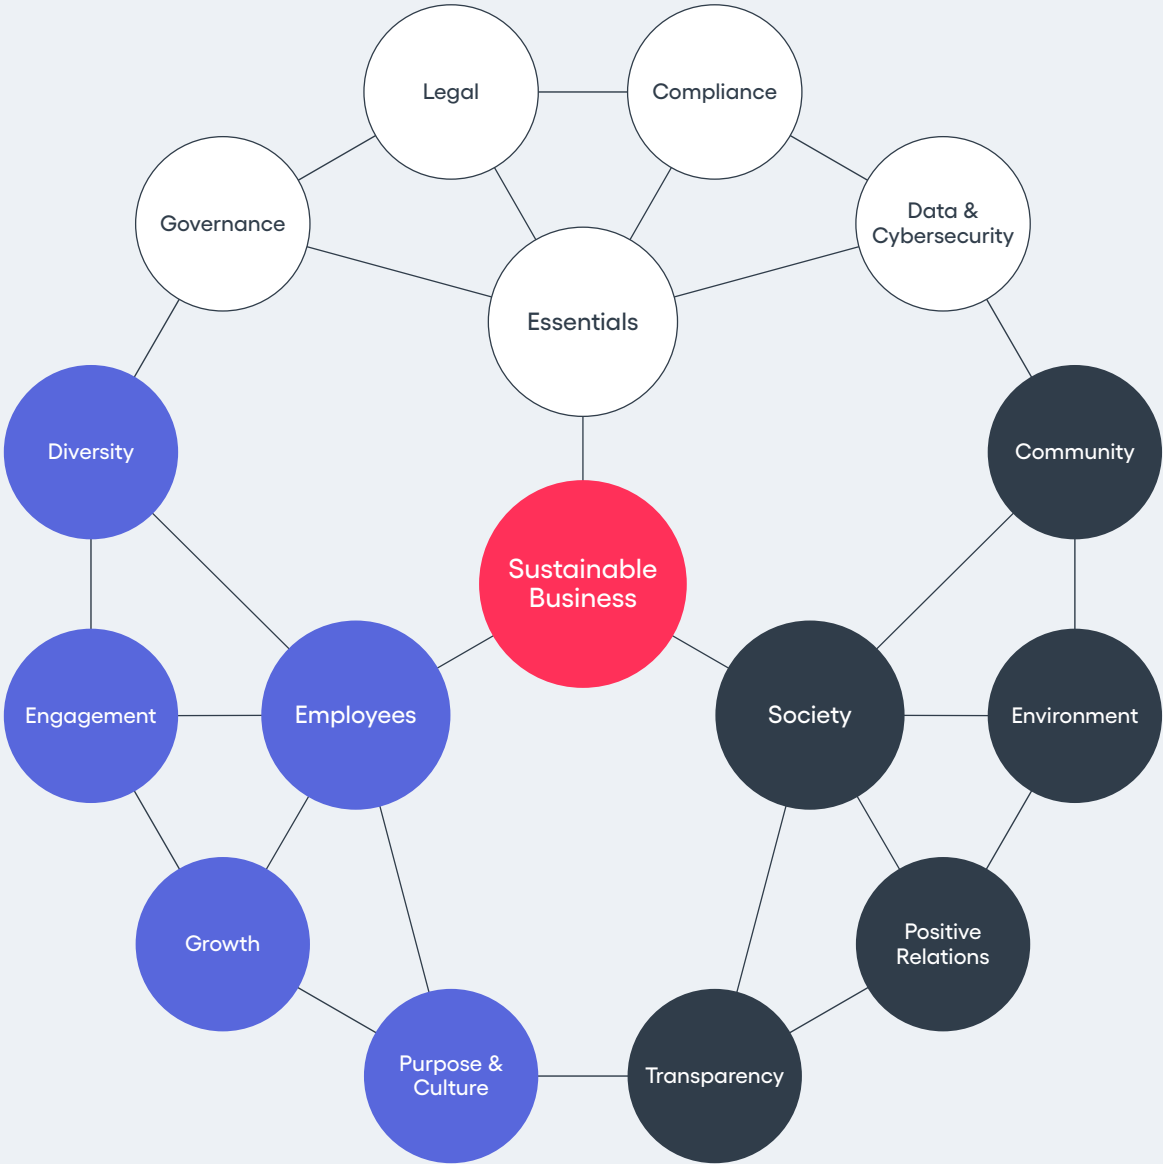 Legal
Compliance
Governance
Data &
Cybersecurity
Essentials
Diversity
Community
Sustainable
Business
Engagement
Employees
Society
Environment
Growth
Positive
Relations
Purpose &
Culture
Transparency